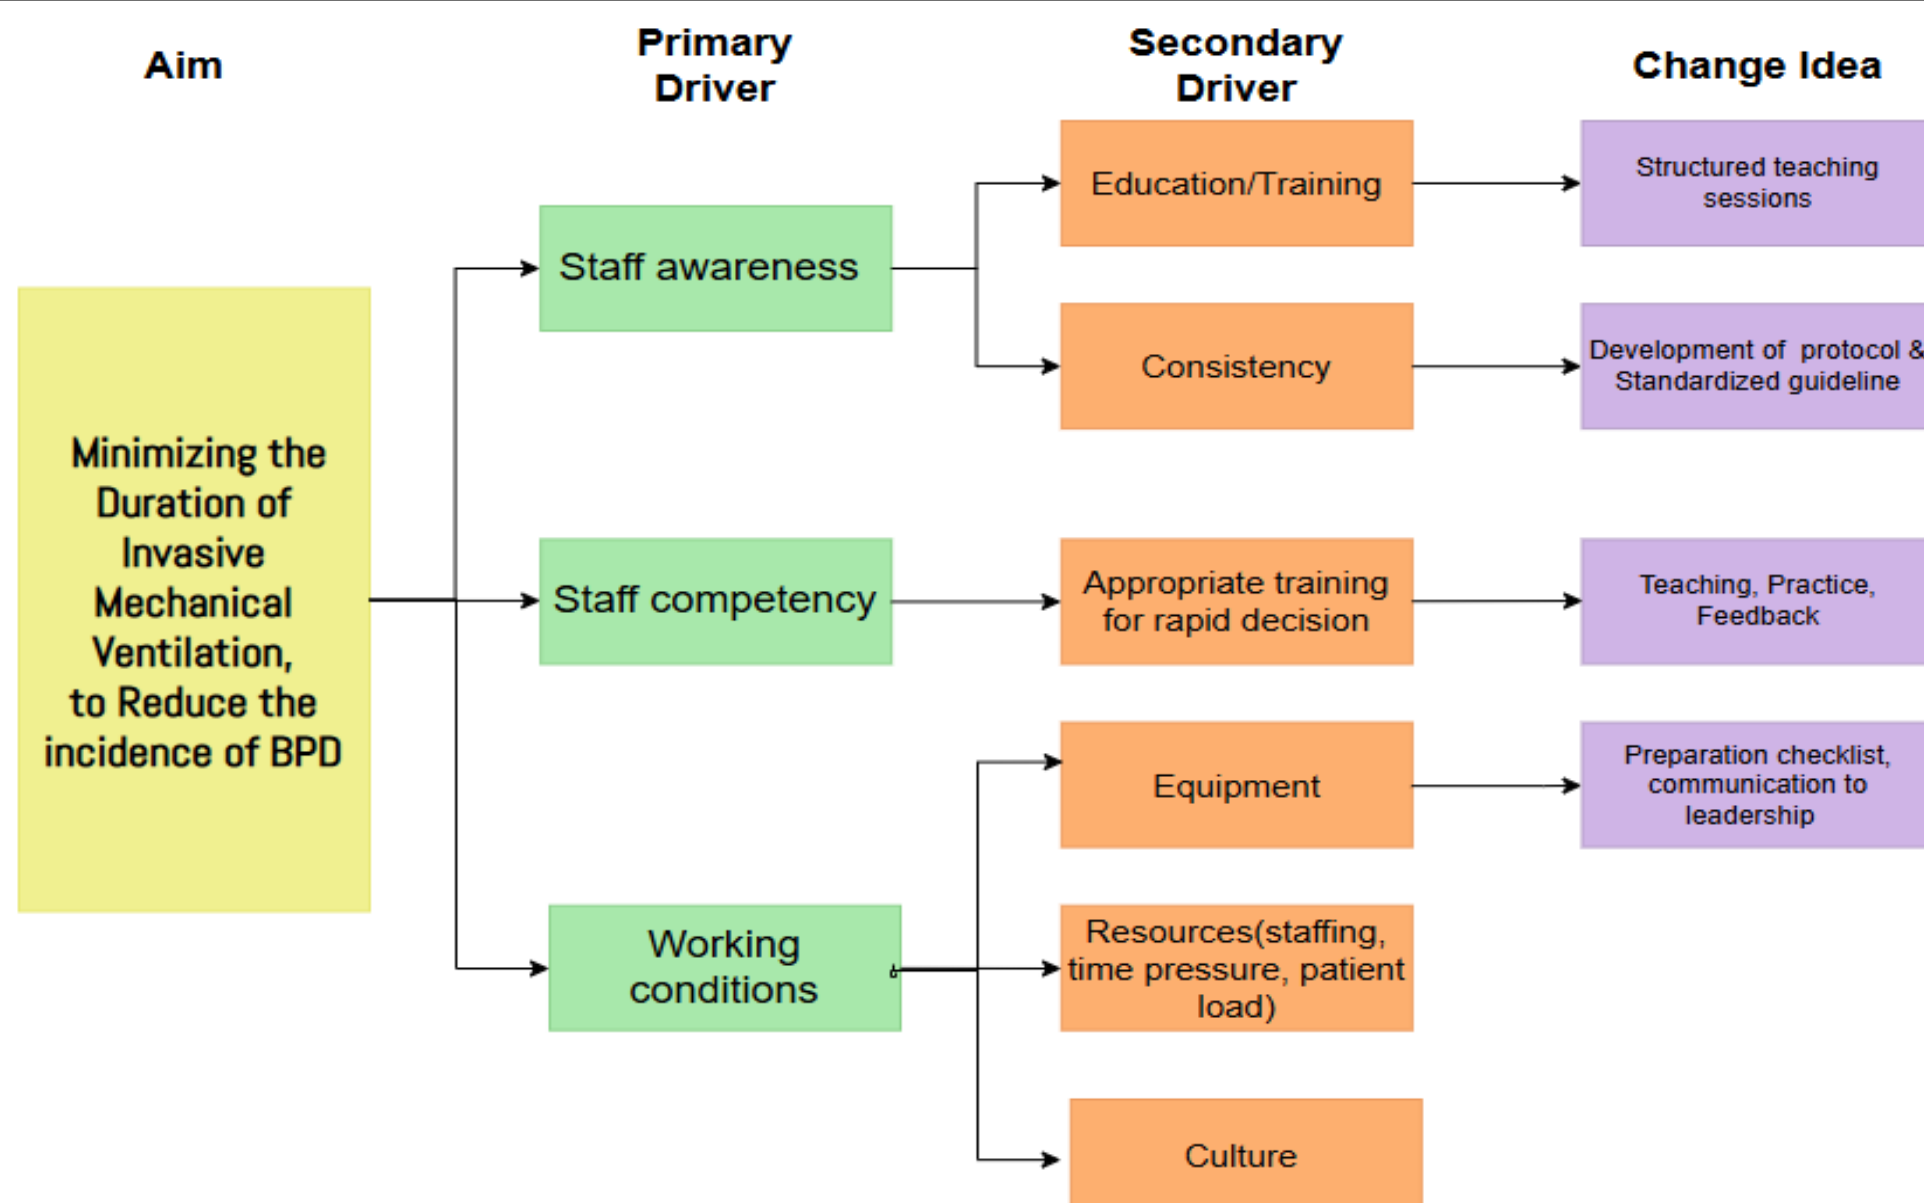 Aim
Primary
Driver
Secondary
Driver
Change Idea
Minimizing the
Duration of
Invasive
Mechanical
Ventilation,
to Reduce the
incidence of BPD
Staff awareness
Staff competency
Working
conditions
Education/Training
Consistency
Appropriate training
for rapid decision
Equipment
Resources(staffing,
time pressure, patient
load)
Culture
Structured teaching
sessions
Development of protocol &
Standardized guideline
Teaching, Practice,
Feedback
Preparation checklist,
communication to
leadership